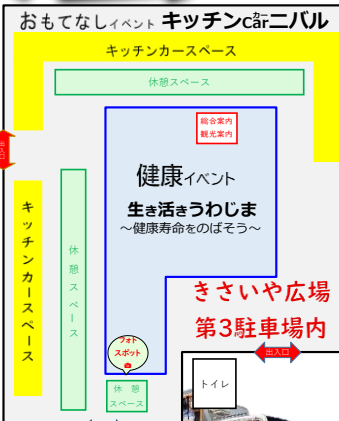 おもてなしイベント キッチンcarニバル
カー
キッチンカースペース
休憩スペース
総合案内
観光案内
出入口
健康イベント
生き活きうわじま
～健康寿命をのばそう～
キッチンカースペース
休憩スペース
きさいや広場
第3駐車場内
フォト
スポット
出入口
休憩
スペース
トイレ